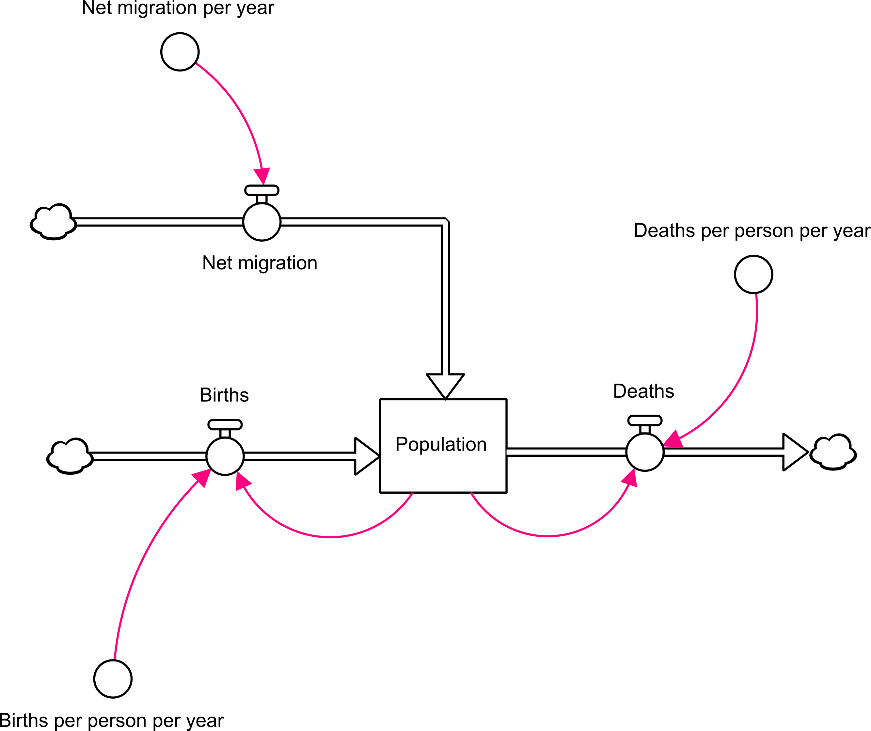 Net migration per year
Net migration
Deaths per person per year
Births
Deaths
Population
Births per person per year